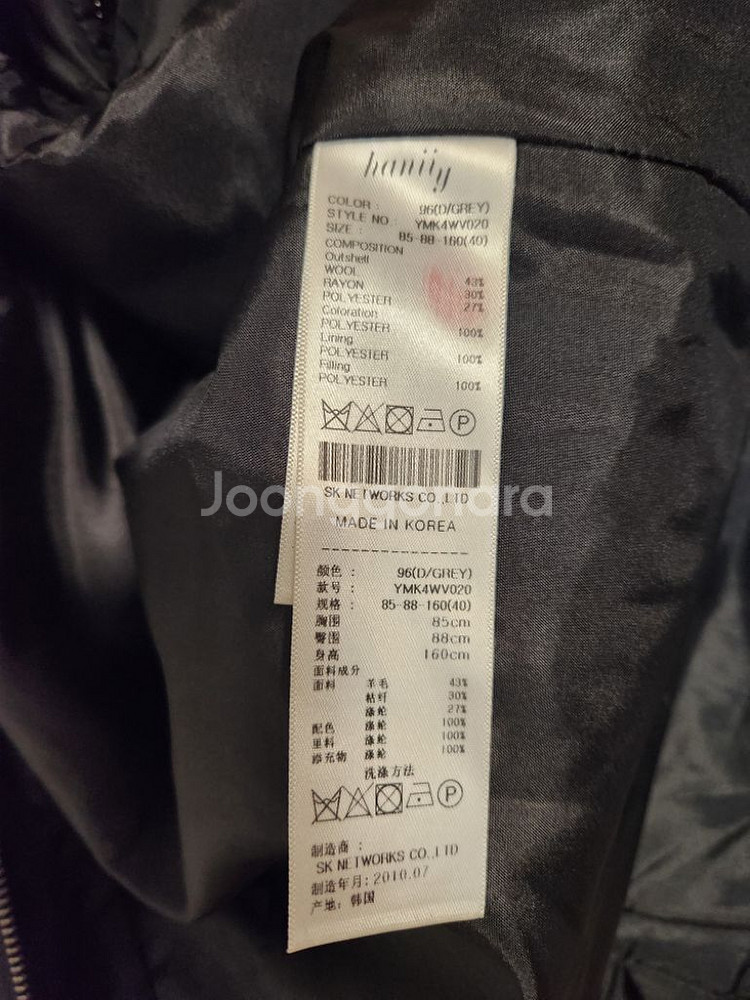 haniiy
COLOR : 96(D/GREY)
STYLE NO : YMK4WV020
SIZE : 85-88-160(40)
COMPOSITION
Outshell
WOOL 43%
RAYON 30%
POLYESTER 27%
Coloration
POLYESTER 100%
Lining
POLYESTER 100%
Filling
POLYESTER 100%
P
SK NETWORKS CO.,LTD
Joonggonara
MADE IN KOREA
颜色 : 96(D/GREY)
款号 : YMK4WV020
规格 : 85-88-160(40)
胸围 85cm
臀围 88cm
身高 160cm
面料成分
面料 羊毛 43%
粘纤 30%
涤纶 27%
配色 涤纶 100%
里料 涤纶 100%
添充物 涤纶 100%
洗涤方法
P
制造商 :
SK NETWORKS CO.,LTD
制造年月: 2010.07
产地: 韩国